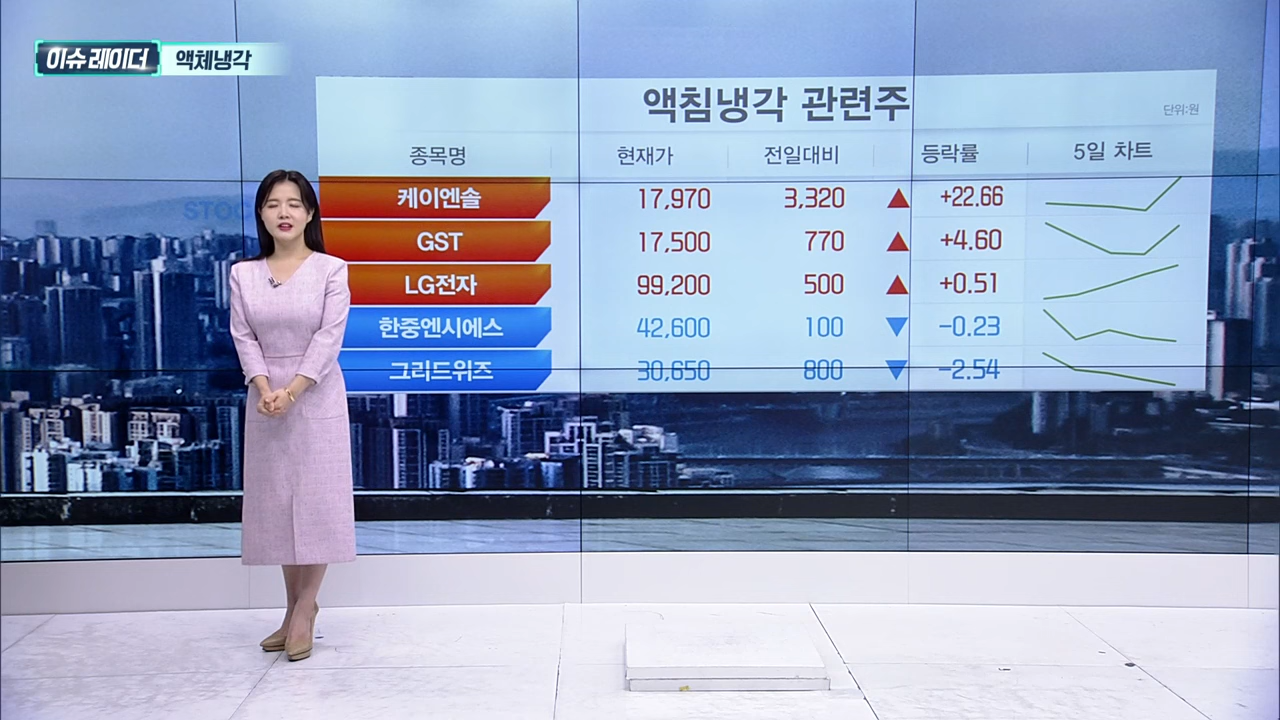 이슈레이더 액체냉각
액침냉각 관련주
단위:원
종목명 현재가 전일대비 등락률 5일 차트
케이엔솔 17,970 3,320 ▲ +22.66
GST 17,500 770 ▲ +4.60
LG전자 99,200 500 ▲ +0.51
한중엔시에스 42,600 100 ▼ -0.23
그리드위즈 30,650 800 ▼ -2.54
STOC